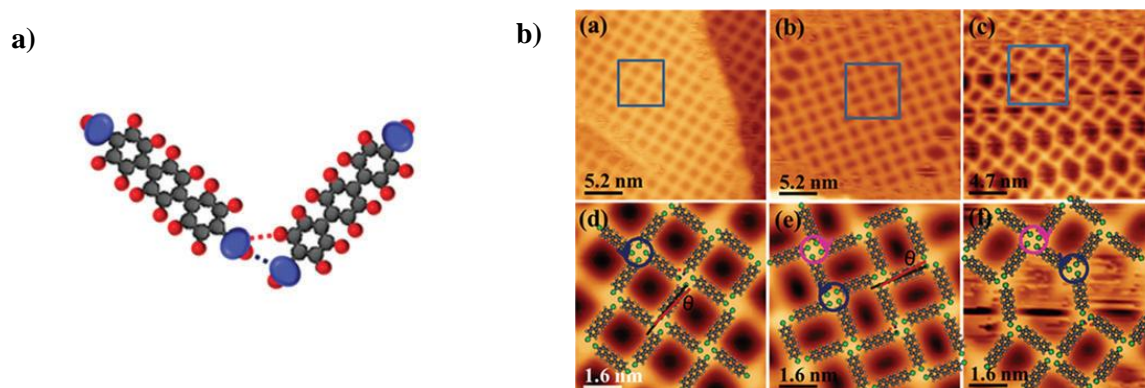 a)
b)
(a)
(b)
(c)
5.2 nm
5.2 nm
4.7 nm
(d)
(e)
(f)
θ
θ
1.6 nm
1.6 nm
1.6 nm